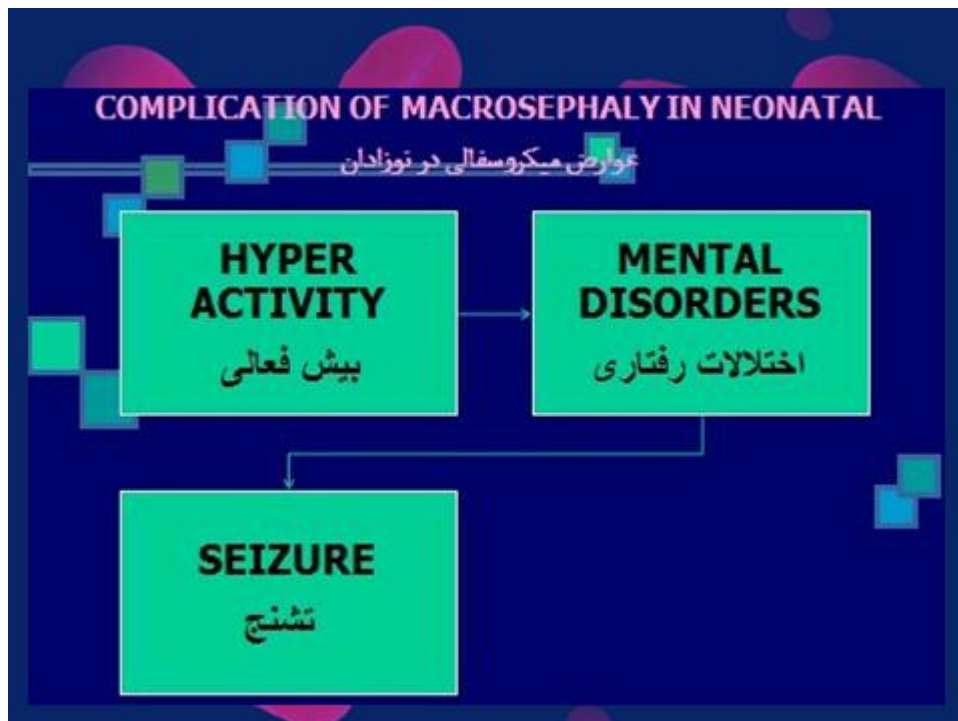 COMPLICATION OF MACROSEPHALY IN NEONATAL
عوارض میکروسفالی در نوزادان
HYPER
ACTIVITY
بیش فعالی
MENTAL
DISORDERS
اختلالات رفتاری
SEIZURE
تشنج